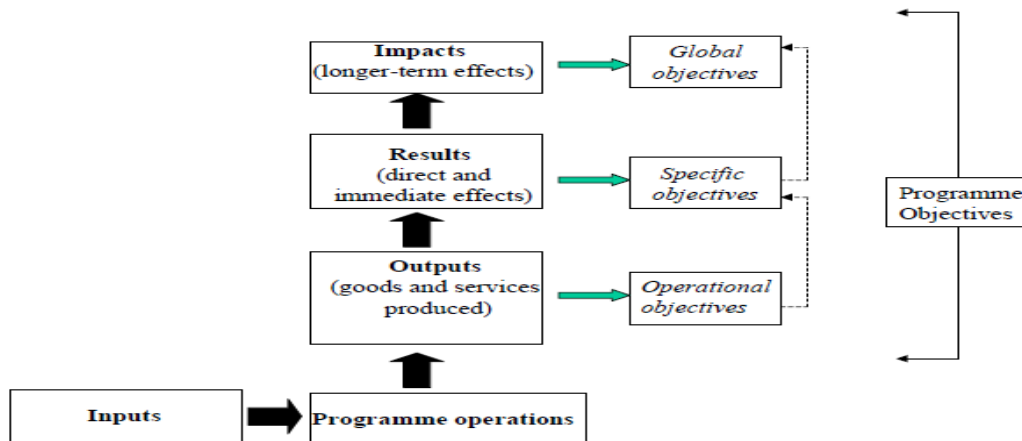 Impacts
(longer-term effects)
Global
objectives
Results
(direct and
immediate effects)
Specific
objectives
Programme
Objectives
Outputs
(goods and services
produced)
Operational
objectives
Inputs
Programme operations